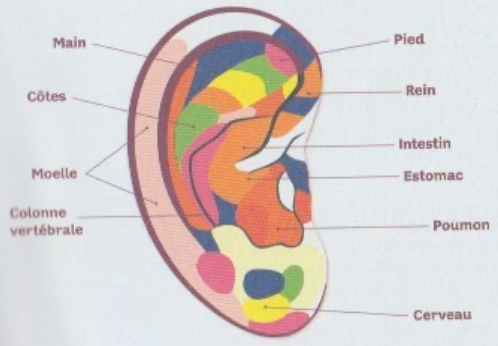 Main
Côtes
Moelle
Colonne
vertébrale
Pied
Rein
Intestin
Estomac
Poumon
Cerveau